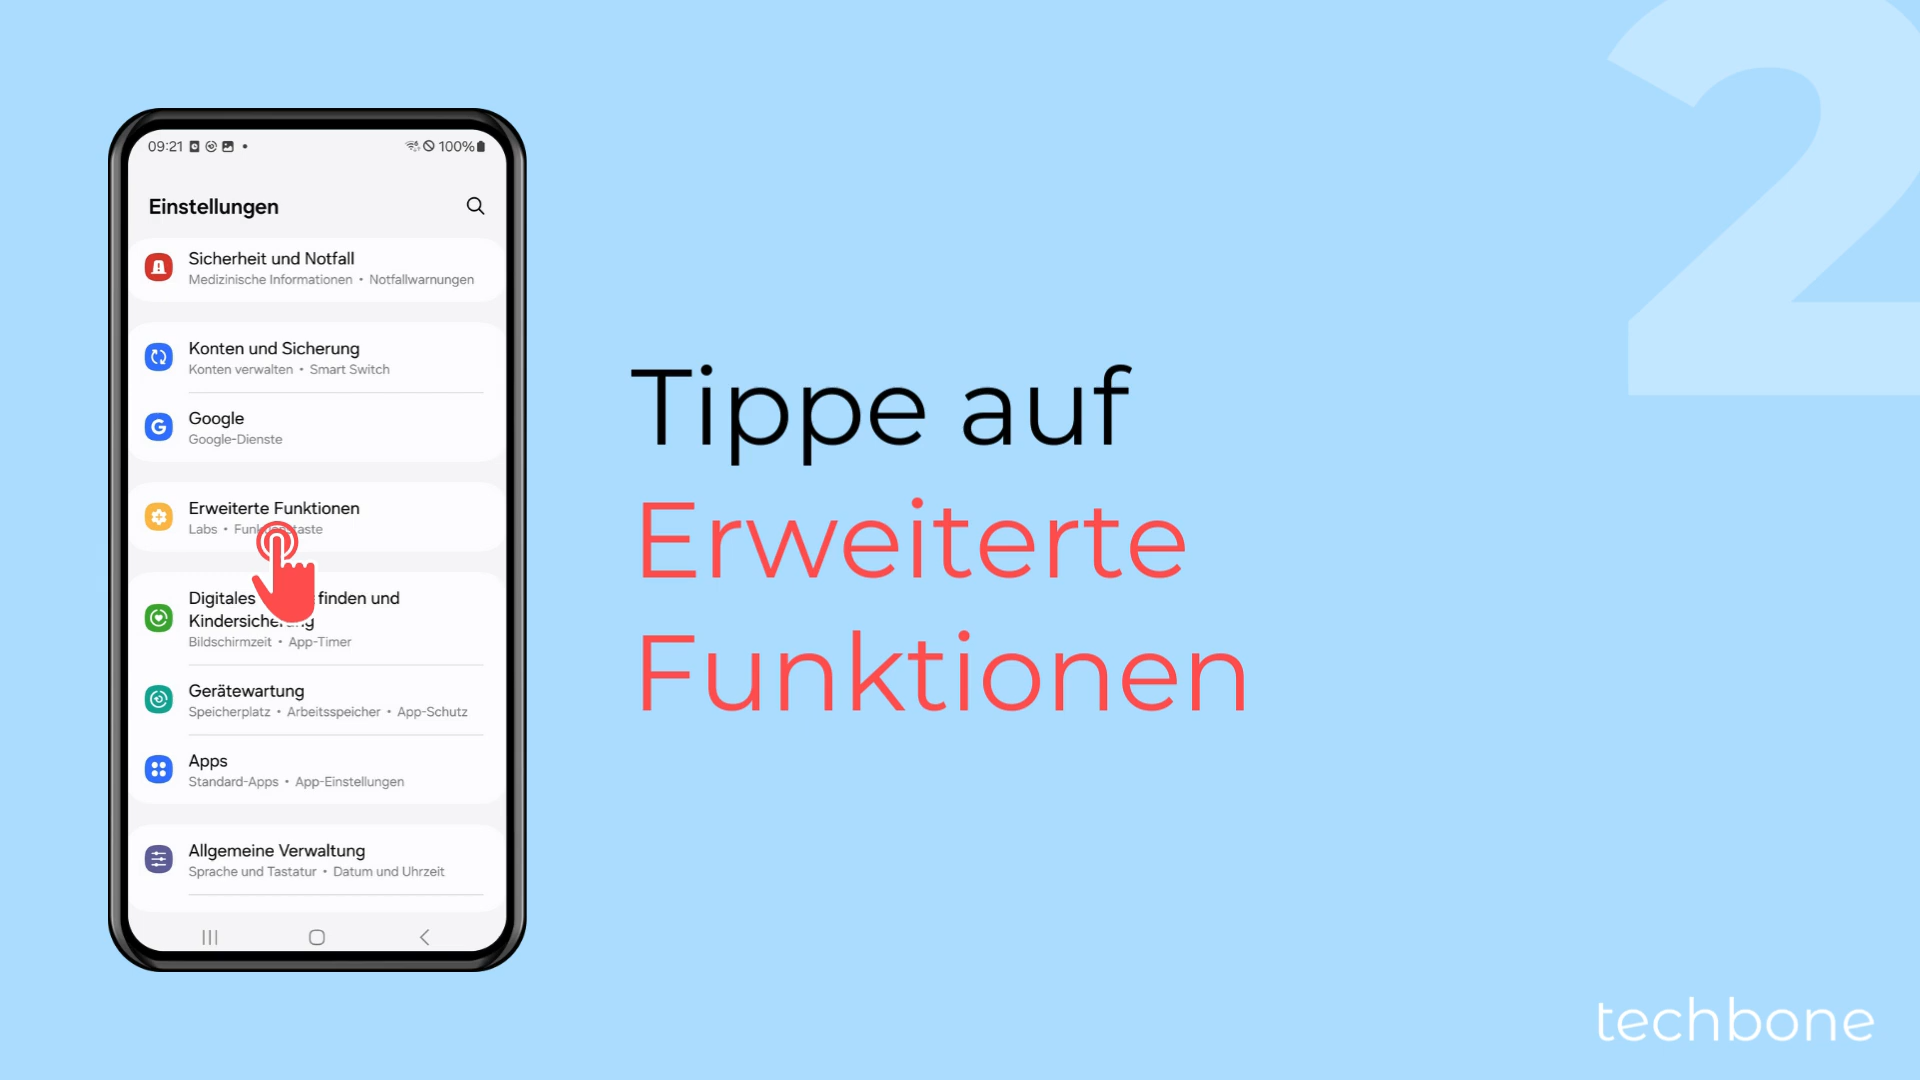 2
09:21
100%
Einstellungen
Sicherheit und Notfall
Medizinische Informationen • Notfallwarnungen
Konten und Sicherung
Konten verwalten • Smart Switch
Google
Google-Dienste
Erweiterte Funktionen
Labs •
Digitales finden und
Bildschirmzeit • App-Timer
Gerätewartung
Speicherplatz • Arbeitsspeicher • App-Schutz
Apps
Standard-Apps • App-Einstellungen
Allgemeine Verwaltung
Sprache und Tastatur • Datum und Uhrzeit
Tippe auf
Erweiterte
Funktionen
techbone